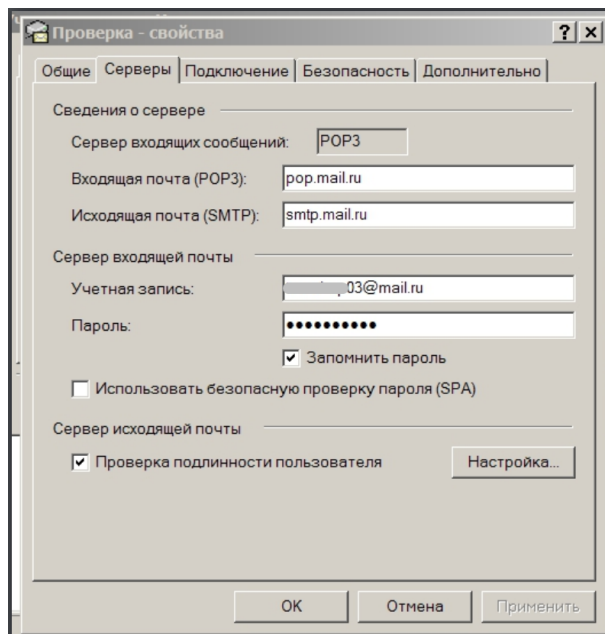 Проверка - свойства
Общие Серверы Подключение Безопасность Дополнительно
Сведения о сервере
Сервер входящих сообщений: POP3
Входящая почта (POP3): pop.mail.ru
Исходящая почта (SMTP): smtp.mail.ru
Сервер входящей почты
Учетная запись: 03@mail.ru
Пароль: ●●●●●●●●●●
Запомнить пароль
Использовать безопасную проверку пароля (SPA)
Сервер исходящей почты
Проверка подлинности пользователя Настройка...
OK Отмена Применить